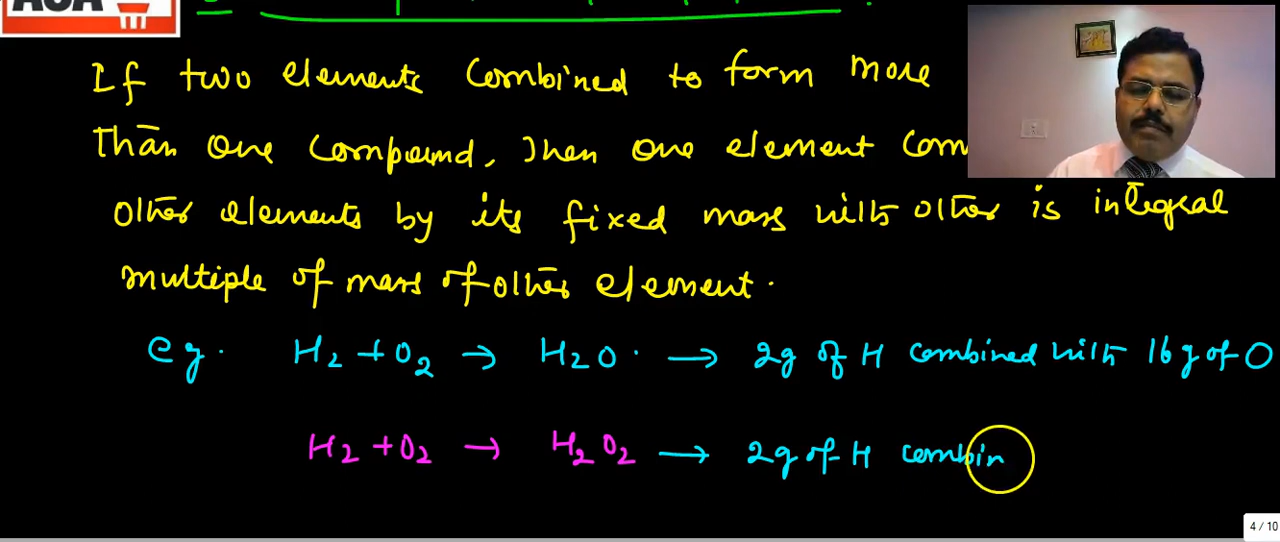 If two elements combined to form more
Than one compound, Then one element com
other elements by its fixed mass with other is integral
multiple of mass of other element.
eg. H₂ + O₂ → H₂O. → 2g of H combined with 16g of O
H₂ + O₂ → H₂O₂ → 2g of H combin
4 / 10